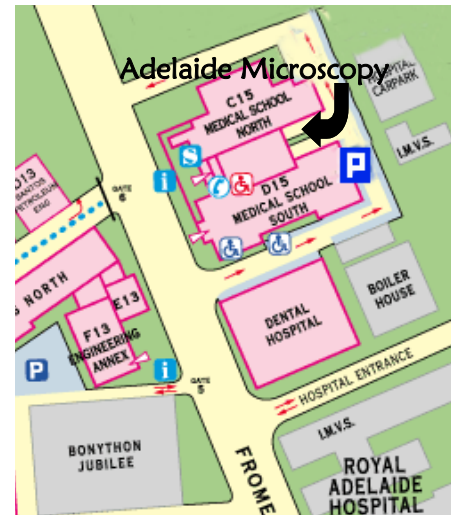 Adelaide Microscopy
HOSPITAL
CARPARK
C15
MEDICAL SCHOOL
NORTH
I.M.V.S.
S
P
D13
SANTOS
PETROLEUM
ENG
i
GATE
6
D15
MEDICAL SCHOOL
SOUTH
S NORTH
E13
BOILER
HOUSE
F13
ENGINEERING
ANNEX
DENTAL
HOSPITAL
P
i
GATE
5
HOSPITAL ENTRANCE
I.M.V.S.
BONYTHON
JUBILEE
FROME
ROYAL
ADELAIDE
HOSPITAL